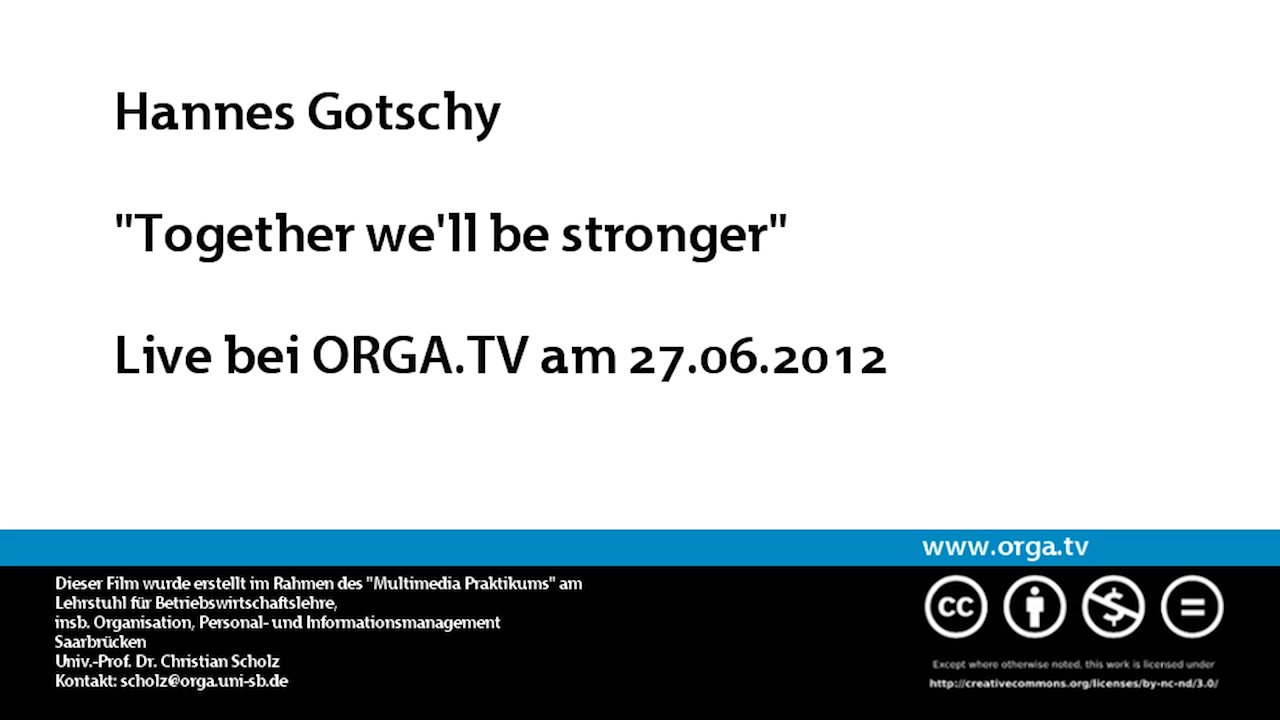 Hannes Gotschy
"Together we'll be stronger"
Live bei ORGA.TV am 27.06.2012
www.orga.tv
Dieser Film wurde erstellt im Rahmen des "Multimedia Praktikums" am
Lehrstuhl für Betriebswirtschaftslehre,
insb. Organisation, Personal- und Informationsmanagement
Saarbrücken
Univ.-Prof. Dr. Christian Scholz
Kontakt: scholz@orga.uni-sb.de
cc
Except where otherwise noted, this work is licensed under
http://creativecommons.org/licenses/by-nc-nd/3.0/